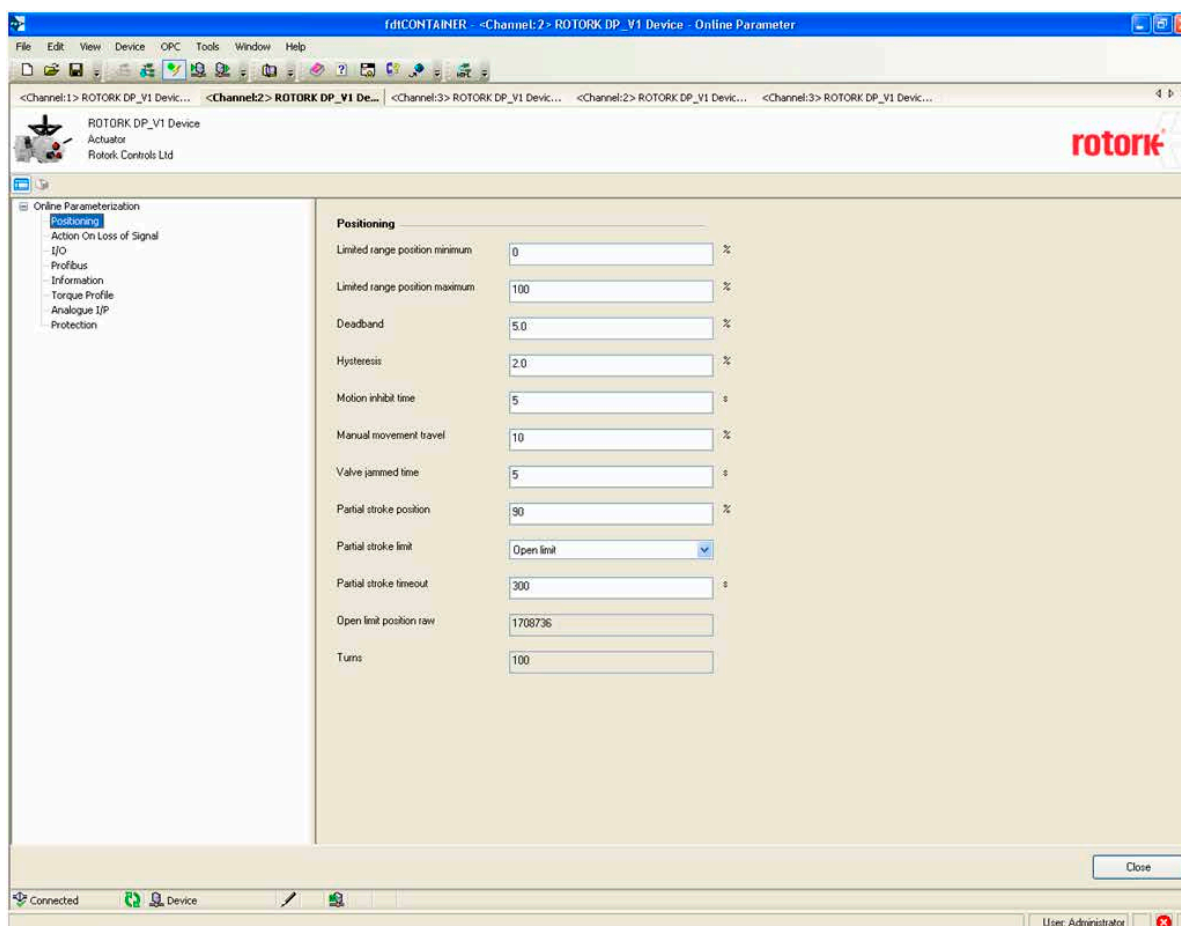 fdtCONTAINER - <Channel:2> ROTORK DP_V1 Device - Online Parameter
File Edit View Device OPC Tools Window Help
<Channel:1> ROTORK DP_V1 Devic... <Channel:2> ROTORK DP_V1 De... <Channel:3> ROTORK DP_V1 Devic... <Channel:2> ROTORK DP_V1 Devic... <Channel:3> ROTORK DP_V1 Devic...
ROTORK DP_V1 Device
Actuator
Rotork Controls Ltd
rotork
Online Parameterization
Positioning
Action On Loss of Signal
I/O
Profibus
Information
Torque Profile
Analogue I/P
Protection
Positioning
Limited range position minimum 0 %
Limited range position maximum 100 %
Deadband 5.0 %
Hysteresis 2.0 %
Motion inhibit time 5 s
Manual movement travel 10 %
Valve jammed time 5 s
Partial stroke position 90 %
Partial stroke limit Open limit
Partial stroke timeout 300 s
Open limit position raw 1708736
Turns 100
Close
Connected Device
User: Administrator